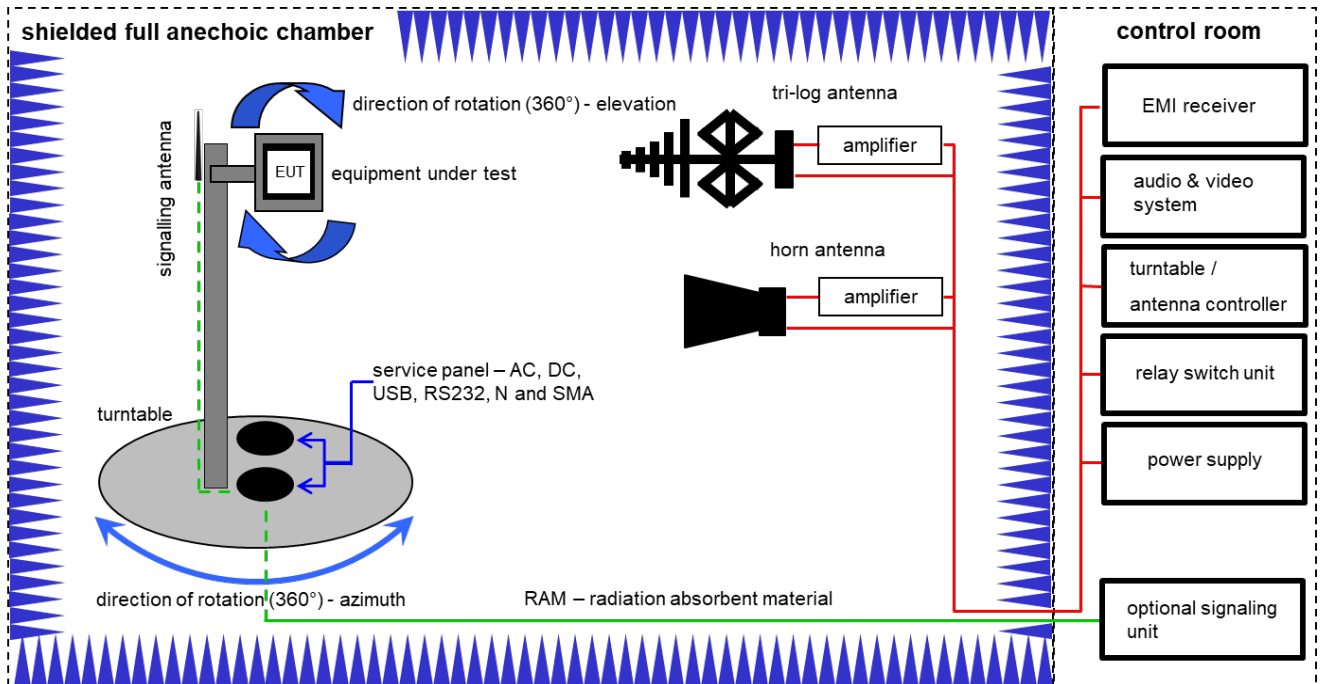 shielded full anechoic chamber
control room
direction of rotation (360°) - elevation
signalling antenna
EUT
equipment under test
tri-log antenna
amplifier
horn antenna
amplifier
service panel – AC, DC,
USB, RS232, N and SMA
turntable
direction of rotation (360°) - azimuth
RAM – radiation absorbent material
EMI receiver
audio & video
system
turntable /
antenna controller
relay switch unit
power supply
optional signaling
unit